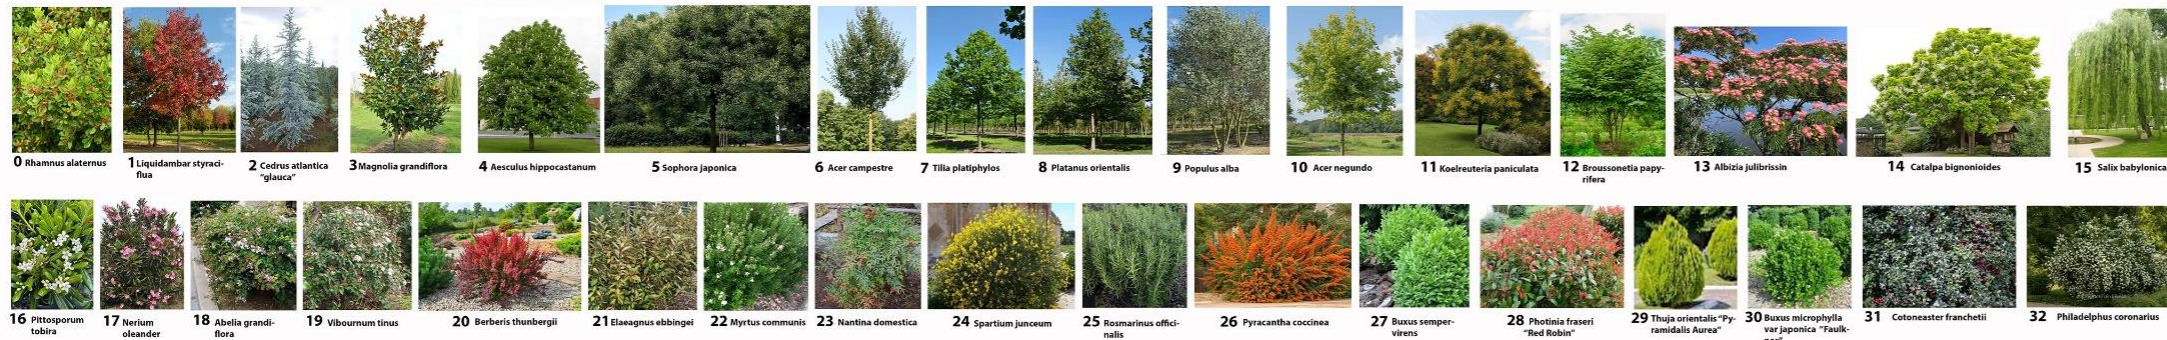 0 Rhamnus alaternus
1 Liquidambar styraci-
flua
2 Cedrus atlantica
"glauca"
3 Magnolia grandiflora
4 Aesculus hippocastanum
5 Sophora japonica
6 Acer campestre
7 Tilia platiphylos
8 Platanus orientalis
9 Populus alba
10 Acer negundo
11 Koelreuteria paniculata
12 Broussonetia papy-
rifera
13 Albizia julibrissin
14 Catalpa bignonioides
15 Salix babylonica
16 Pittosporum
tobira
17 Nerium
oleander
18 Abelia grandi-
flora
19 Vibournum tinus
20 Berberis thunbergii
21 Elaeagnus ebbingei
22 Myrtus communis
23 Nantina domestica
24 Spartium junceum
25 Rosmarinus offici-
nalis
26 Pyracantha coccinea
27 Buxus semper-
virens
28 Photinia fraseri
"Red Robin"
29 Thuja orientalis "Py-
ramidalis Aurea"
30 Buxus microphylla
var japonica "Faulk-
31 Cotoneaster franchetii
32 Philadelphus coronarius